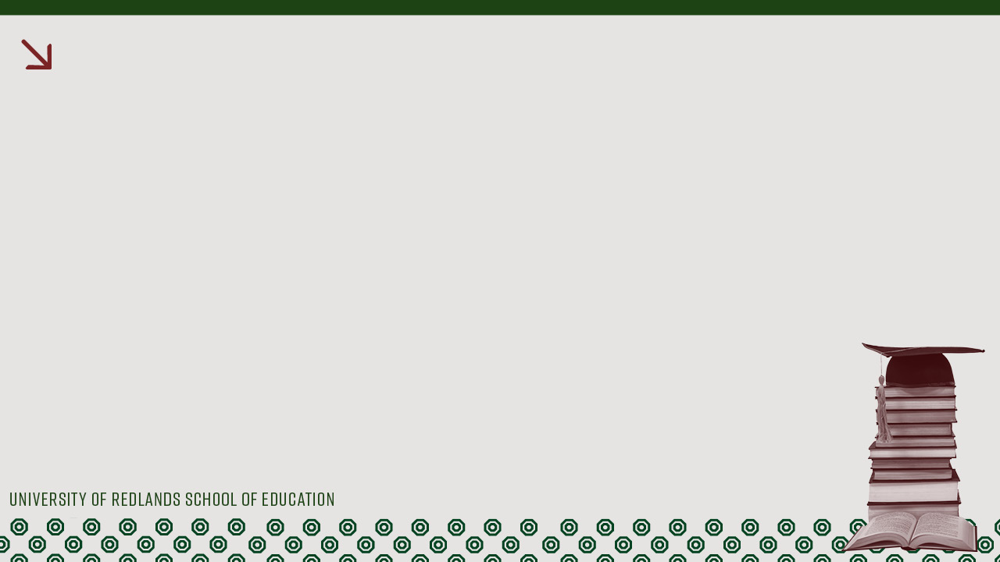 UNIVERSITY OF REDLANDS SCHOOL OF EDUCATION